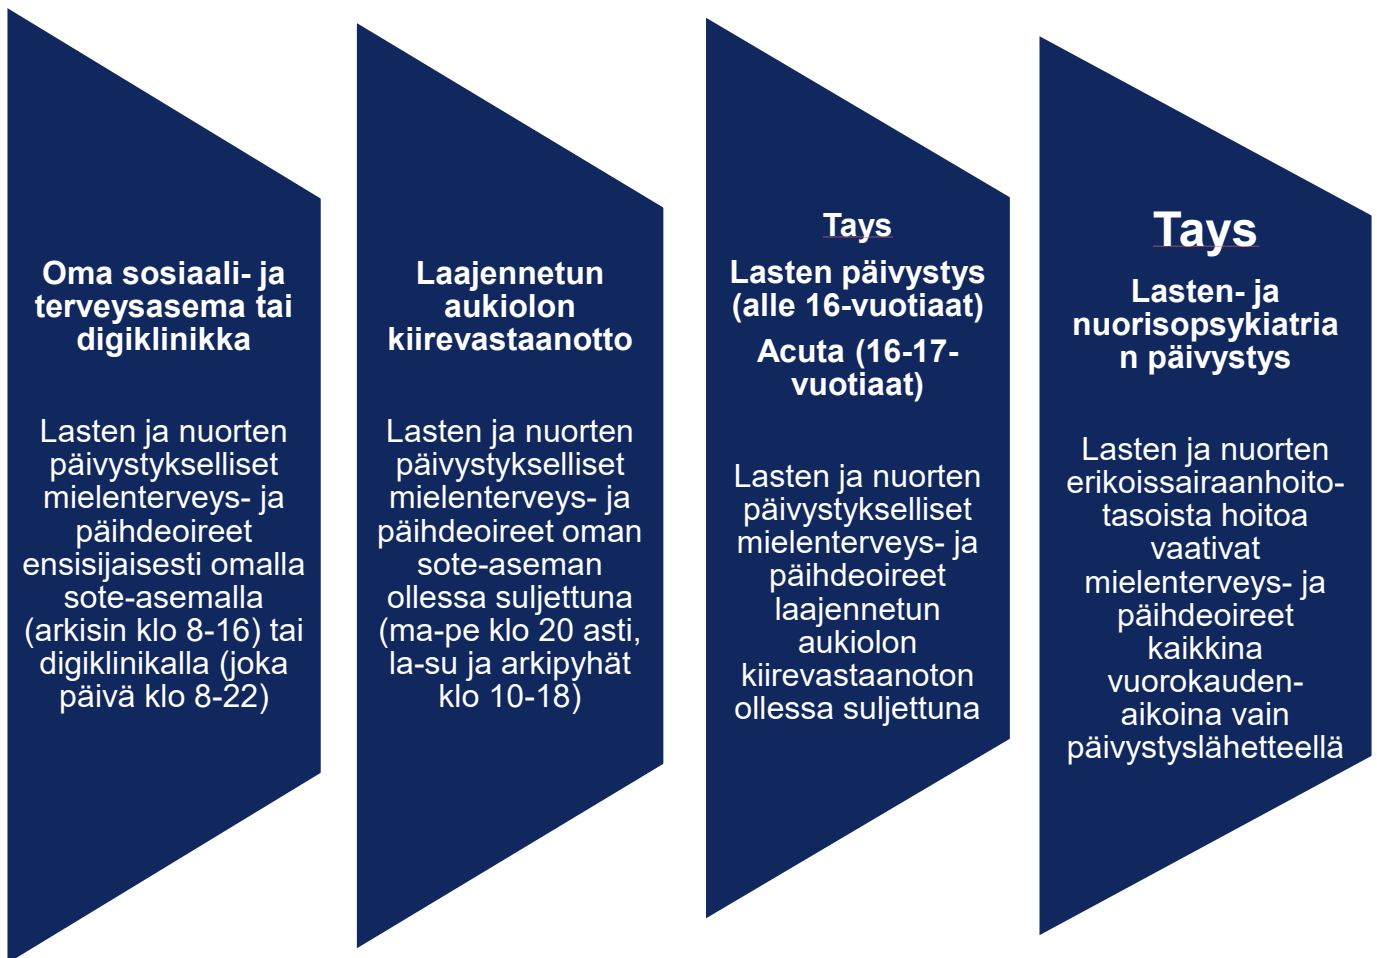 Oma sosiaali- ja
terveysasema tai
digiklinikka
Lasten ja nuorten
päivystykselliset
mielenterveys- ja
päihdeoireet
ensisijaisesti omalla
sote-asemalla
(arkisin klo 8-16) tai
digiklinikalla (joka
päivä klo 8-22)
Laajennetun
aukiolon
kiirevastaanotto
Lasten ja nuorten
päivystykselliset
mielenterveys- ja
päihdeoireet oman
sote-aseman
ollessa suljettuna
(ma-pe klo 20 asti,
la-su ja arkipyhät
klo 10-18)
Tays
Lasten päivystys
(alle 16-vuotiaat)
Acuta (16-17-
vuotiaat)
Lasten ja nuorten
päivystykselliset
mielenterveys- ja
päihdeoireet
laajennetun
aukiolon
kiirevastaanoton
ollessa suljettuna
Tays
Lasten- ja
nuorisopsykiatria
n päivystys
Lasten ja nuorten
erikoissairaanhoito-
tasoista hoitoa
vaativat
mielenterveys- ja
päihdeoireet
kaikkina
vuorokauden-
aikoina vain
päivystyslähetteellä